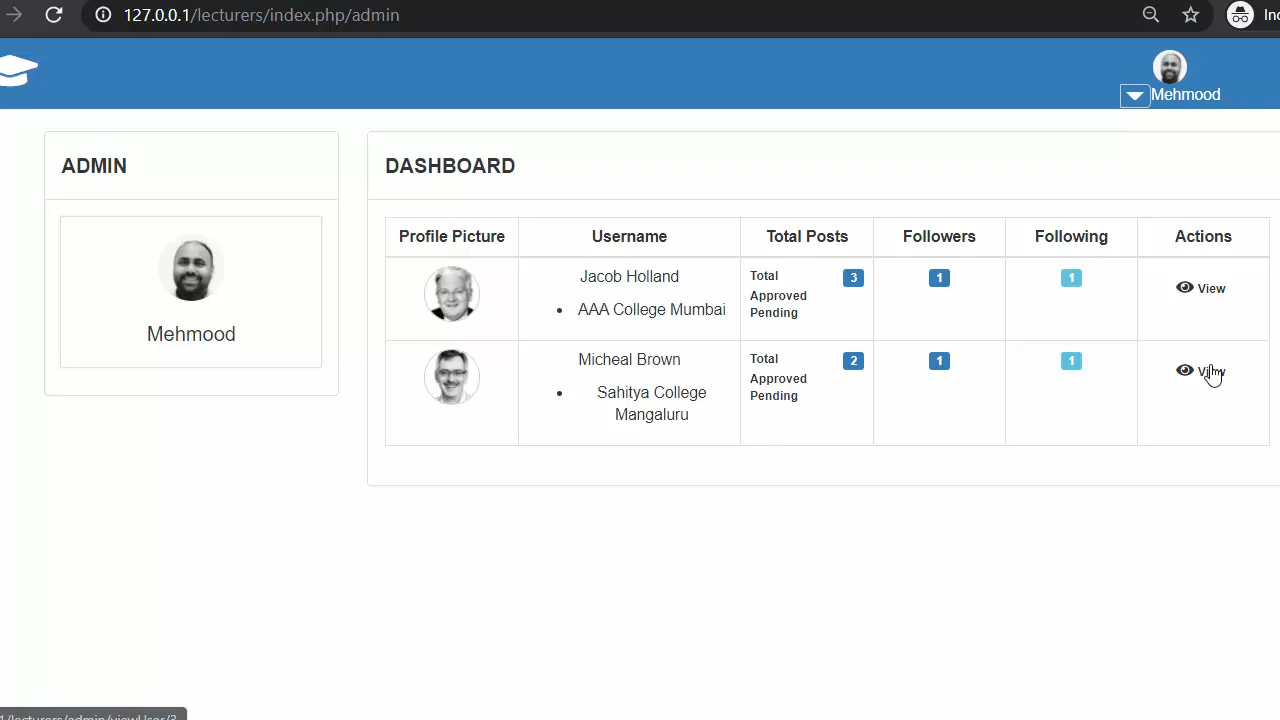 127.0.0.1/lecturers/index.php/admin
Mehmood
ADMIN
Mehmood
DASHBOARD
Profile Picture Username Total Posts Followers Following Actions
Jacob Holland
• AAA College Mumbai
Total 3
Approved
Pending
1
1
View
Micheal Brown
• Sahitya College
Mangaluru
Total 2
Approved
Pending
1
1
View